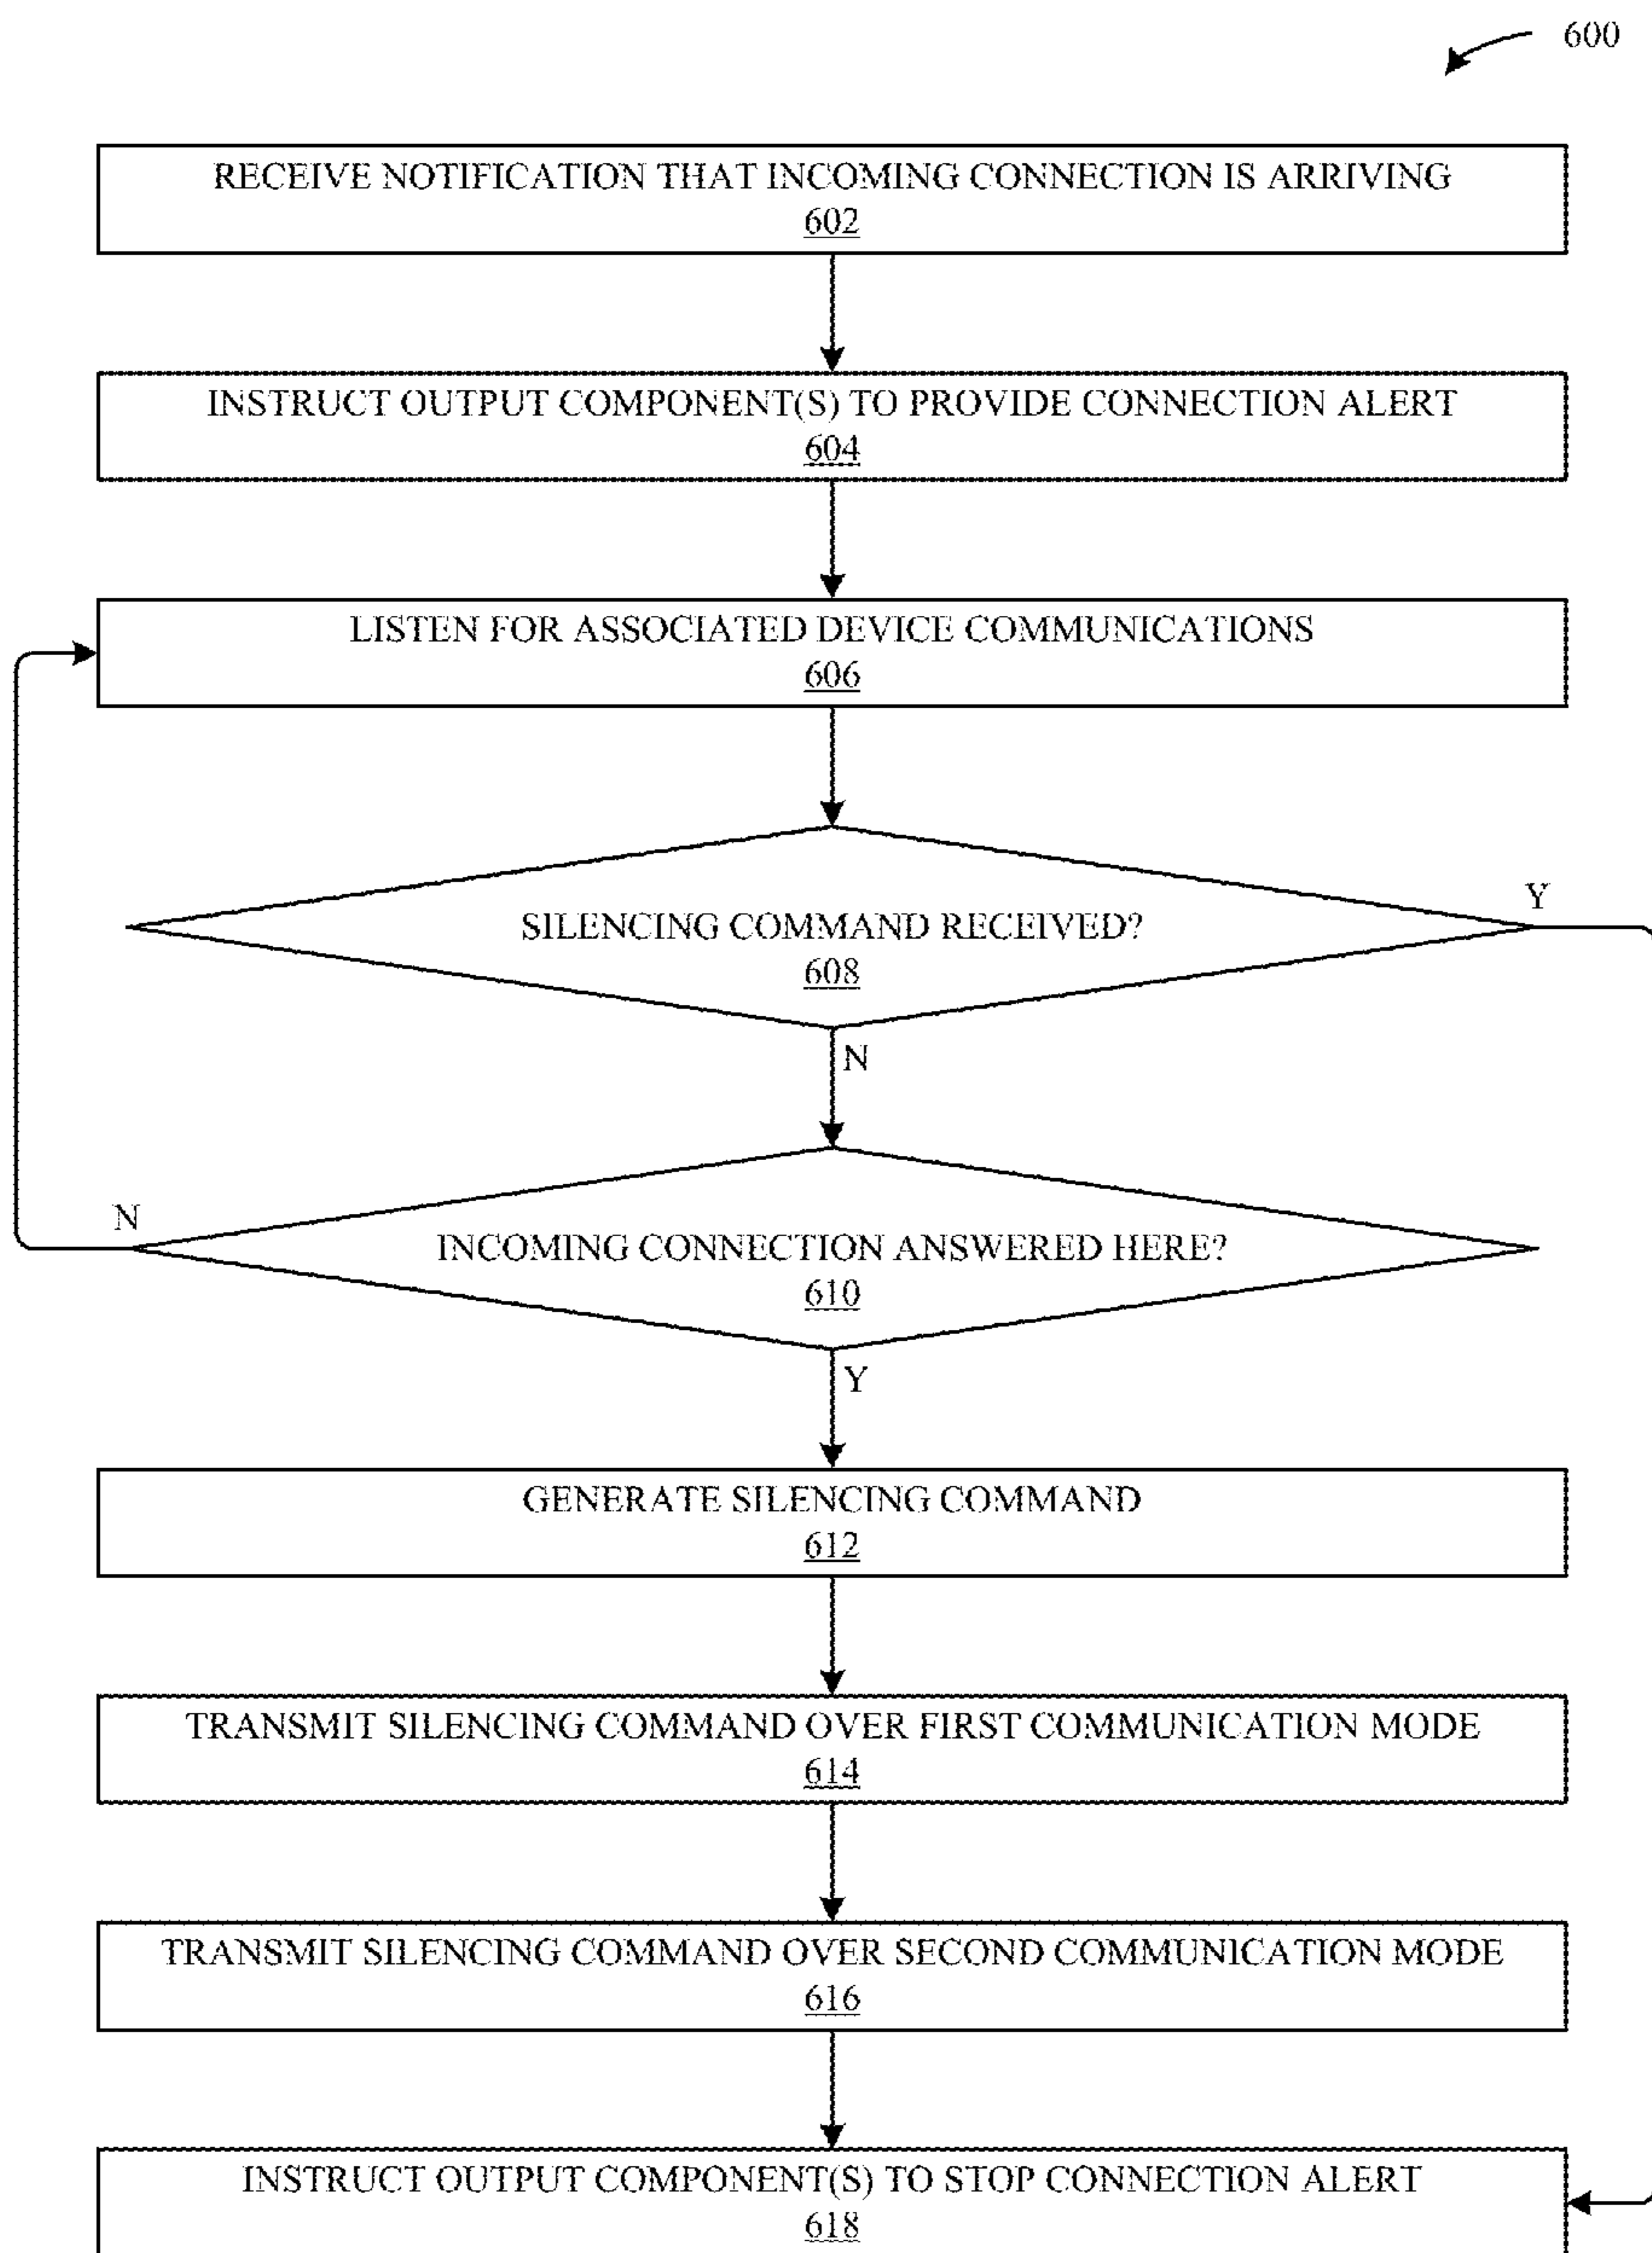 600
RECEIVE NOTIFICATION THAT INCOMING CONNECTION IS ARRIVING
602
INSTRUCT OUTPUT COMPONENT(S) TO PROVIDE CONNECTION ALERT
604
LISTEN FOR ASSOCIATED DEVICE COMMUNICATIONS
606
Y
SILENCING COMMAND RECEIVED?
608
N
N
INCOMING CONNECTION ANSWERED HERE?
610
Y
GENERATE SILENCING COMMAND
612
TRANSMIT SILENCING COMMAND OVER FIRST COMMUNICATION MODE
614
TRANSMIT SILENCING COMMAND OVER SECOND COMMUNICATION MODE
616
INSTRUCT OUTPUT COMPONENT(S) TO STOP CONNECTION ALERT
618